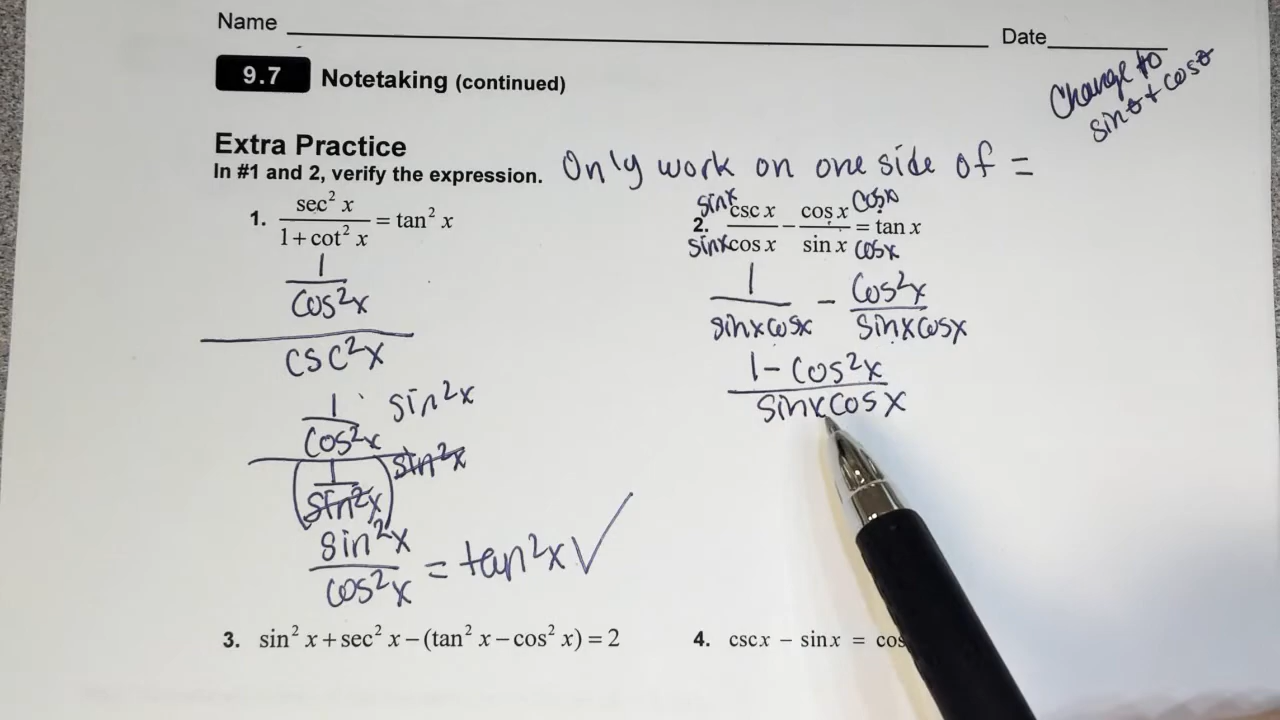 Name Date
Change to
sinθ + cosθ
9.7 Notetaking (continued)
Extra Practice
In #1 and 2, verify the expression. Only work on one side of =
1. sec² x / 1 + cot² x = tan² x
1 / cos²x
csc²x
1 / cos²x sin²x
(1 / sin²x) sin²x
sin²x / cos²x = tan²x ✓
2. sinx csc x / sinx cos x − cos x cosx / sin x cosx = tan x
1 / sinxcosx − cos²x / sinxcosx
1 − cos²x / sinxcosx
3. sin² x + sec² x − (tan² x − cos² x) = 2
4. cscx − sinx = cos